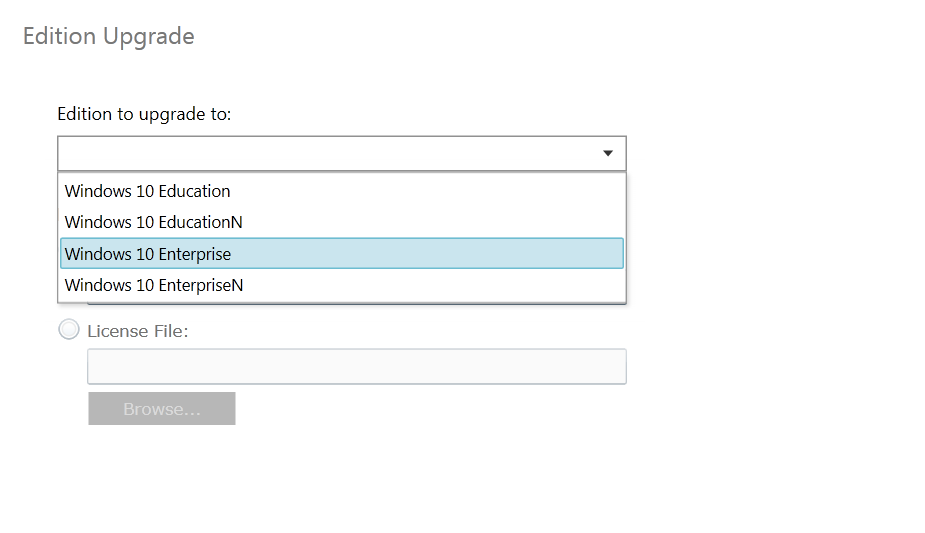 Edition Upgrade
Edition to upgrade to:
Windows 10 Education
Windows 10 EducationN
Windows 10 Enterprise
Windows 10 EnterpriseN
License File:
Browse...